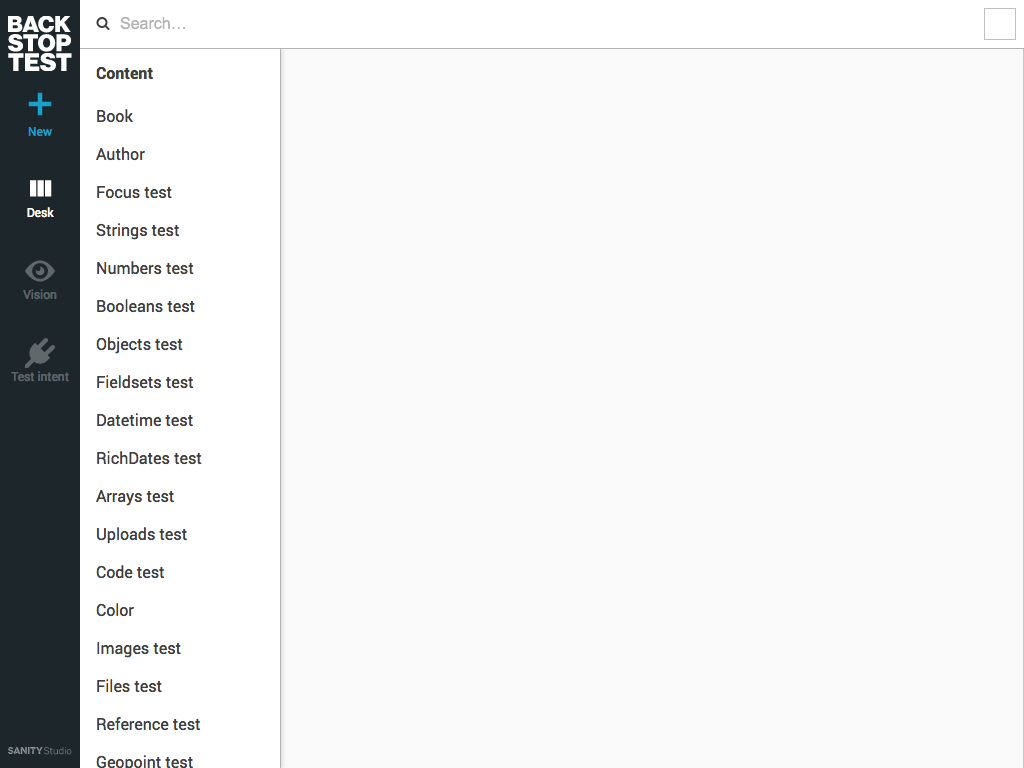 BACK
STOP
TEST
New
Desk
Vision
Test intent
SANITY Studio
Search…
Content
Book
Author
Focus test
Strings test
Numbers test
Booleans test
Objects test
Fieldsets test
Datetime test
RichDates test
Arrays test
Uploads test
Code test
Color
Images test
Files test
Reference test
Geopoint test